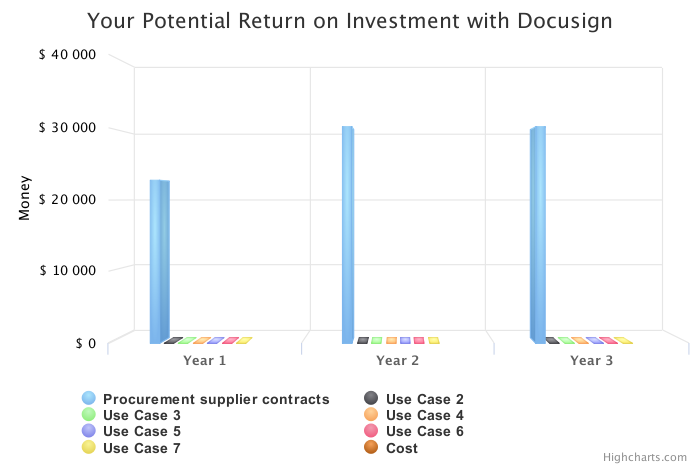 Your Potential Return on Investment with Docusign
$ 40 000
$ 30 000
$ 20 000
$ 10 000
$ 0
Money
Year 1
Year 2
Year 3
Procurement supplier contracts
Use Case 2
Use Case 3
Use Case 4
Use Case 5
Use Case 6
Use Case 7
Cost
Highcharts.com